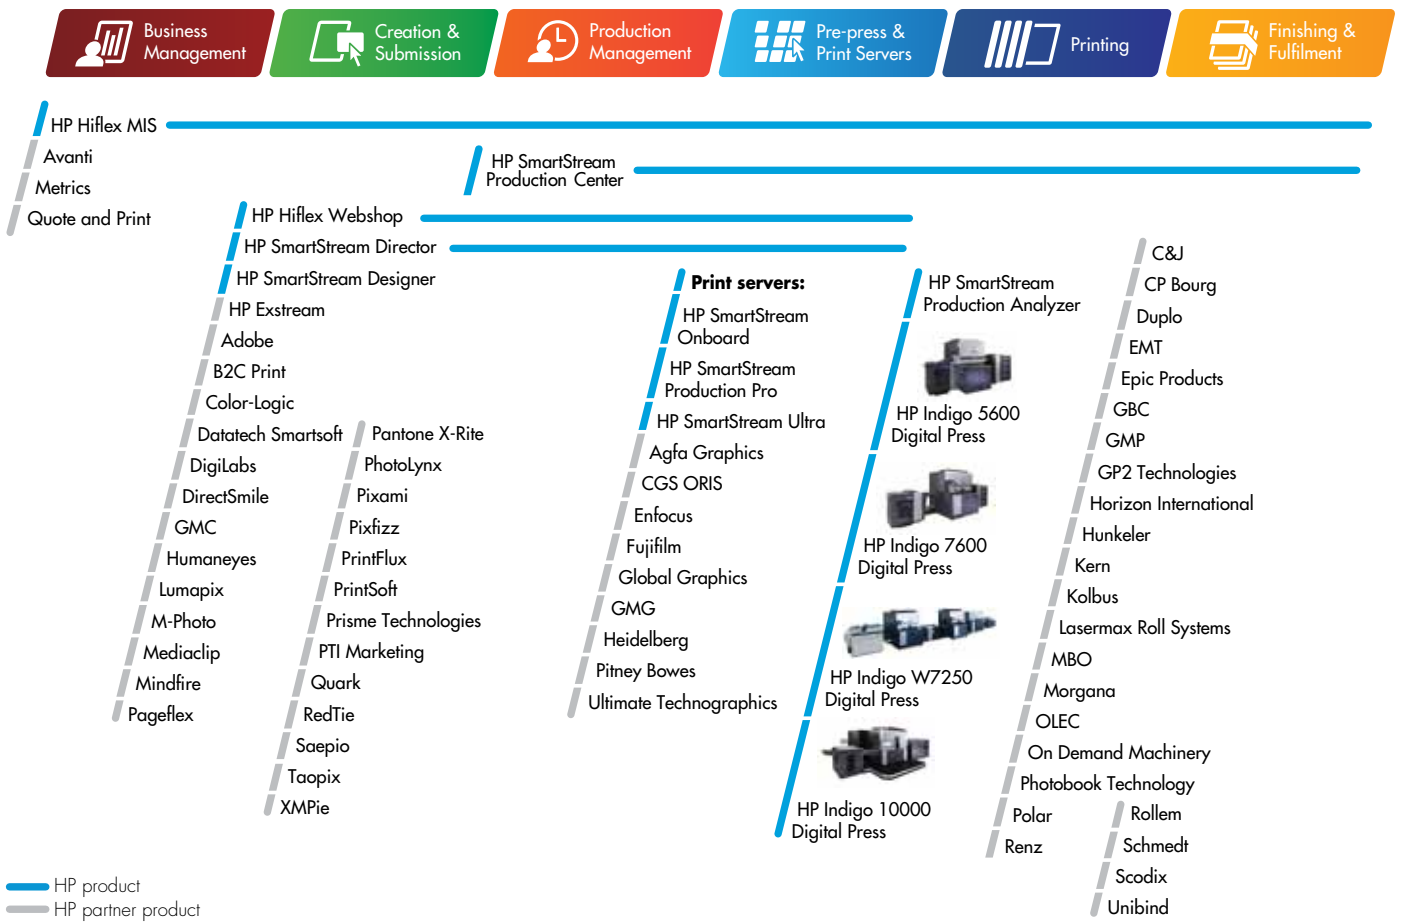 Business
Management
Creation &
Submission
Production
Management
Pre-press &
Print Servers
Printing
Finishing &
Fulfilment
HP Hiflex MIS
Avanti
Metrics
Quote and Print
HP SmartStream
Production Center
HP Hiflex Webshop
HP SmartStream Director
HP SmartStream Designer
HP Exstream
Adobe
B2C Print
Color-Logic
Datatech Smartsoft
DigiLabs
DirectSmile
GMC
Humaneyes
Lumapix
M-Photo
Mediaclip
Mindfire
Pageflex
Pantone X-Rite
PhotoLynx
Pixami
Pixfizz
PrintFlux
PrintSoft
Prisme Technologies
PTI Marketing
Quark
RedTie
Saepio
Taopix
XMPie
Print servers:
HP SmartStream
Onboard
HP SmartStream
Production Pro
HP SmartStream Ultra
Agfa Graphics
CGS ORIS
Enfocus
Fujifilm
Global Graphics
GMG
Heidelberg
Pitney Bowes
Ultimate Technographics
HP SmartStream
Production Analyzer
HP Indigo 5600
Digital Press
HP Indigo 7600
Digital Press
HP Indigo W7250
Digital Press
HP Indigo 10000
Digital Press
C&J
CP Bourg
Duplo
EMT
Epic Products
GBC
GMP
GP2 Technologies
Horizon International
Hunkeler
Kern
Kolbus
Lasermax Roll Systems
MBO
Morgana
OLEC
On Demand Machinery
Photobook Technology
Polar
Renz
Rollem
Schmedt
Scodix
Unibind
HP product
HP partner product